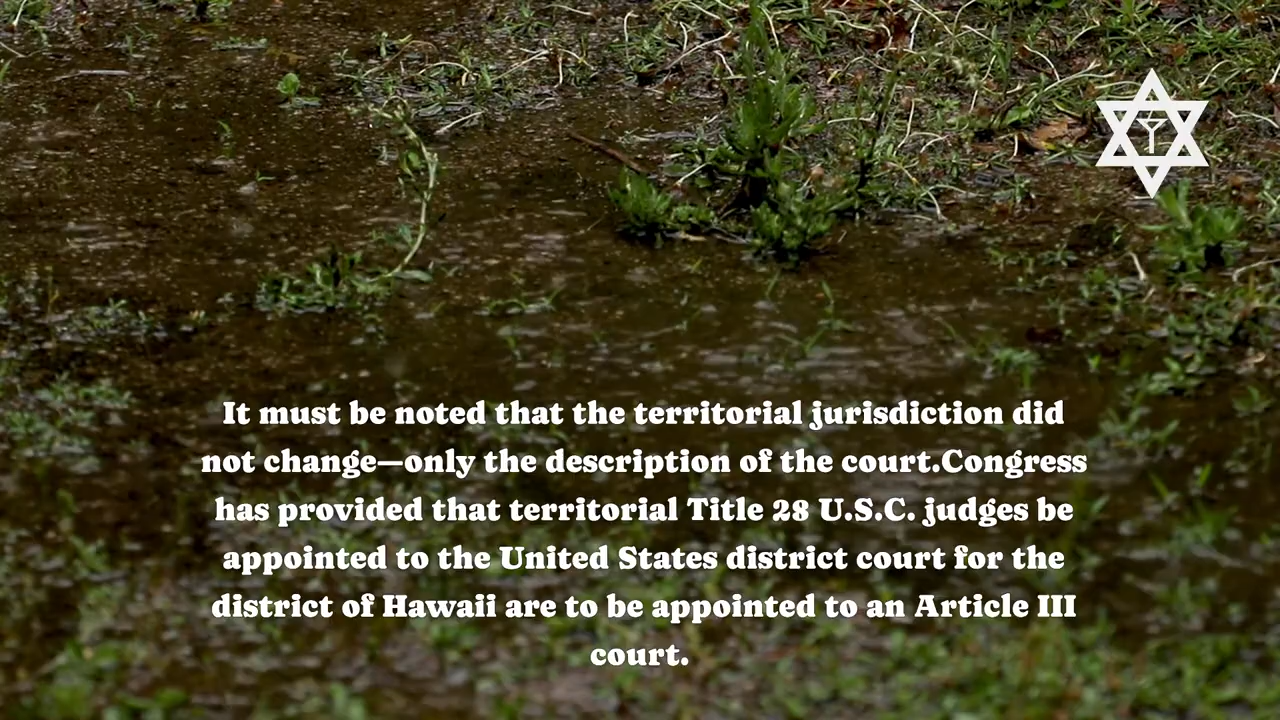 It must be noted that the territorial jurisdiction did
not change—only the description of the court.Congress
has provided that territorial Title 28 U.S.C. judges be
appointed to the United States district court for the
district of Hawaii are to be appointed to an Article III
court.